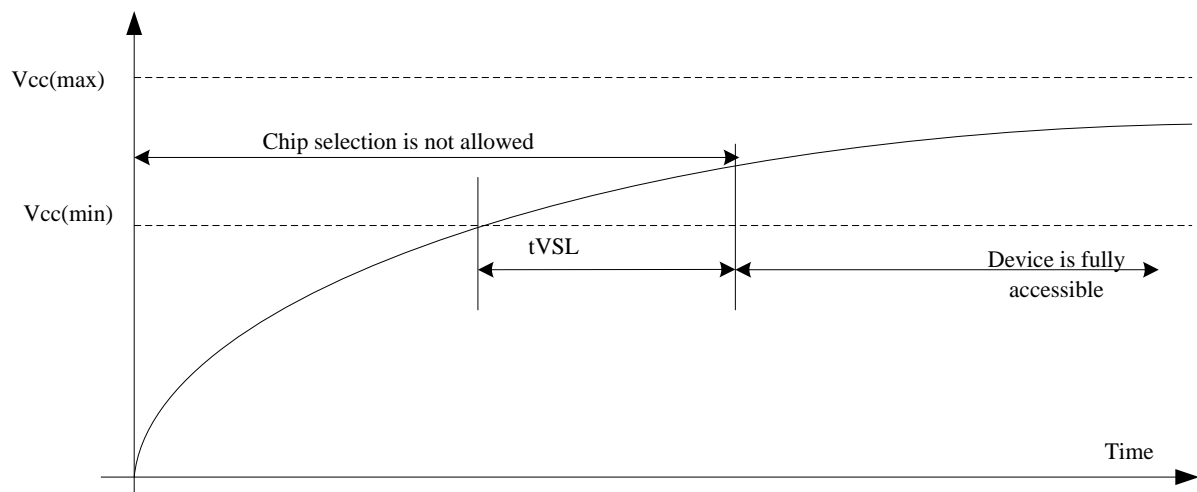 Vcc(max)
Chip selection is not allowed
Vcc(min)
tVSL
Device is fully
accessible
Time